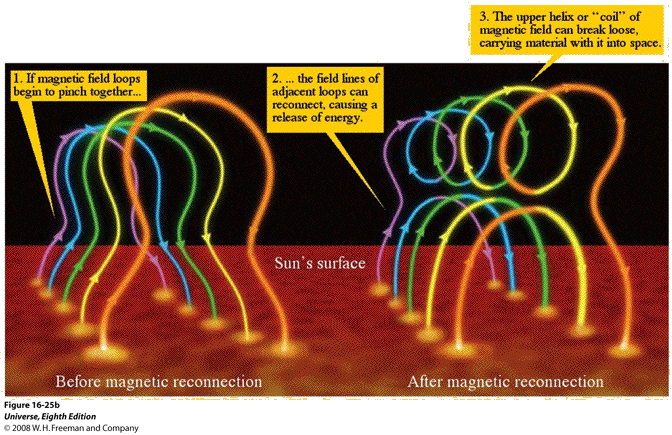 3. The upper helix or “coil” of
magnetic field can break loose,
carrying material with it into space.
1. If magnetic field loops
begin to pinch together...
2. ... the field lines of
adjacent loops can
reconnect, causing a
release of energy.
Sun’s surface
Before magnetic reconnection
After magnetic reconnection
Figure 16-25b
Universe, Eighth Edition
© 2008 W. H. Freeman and Company